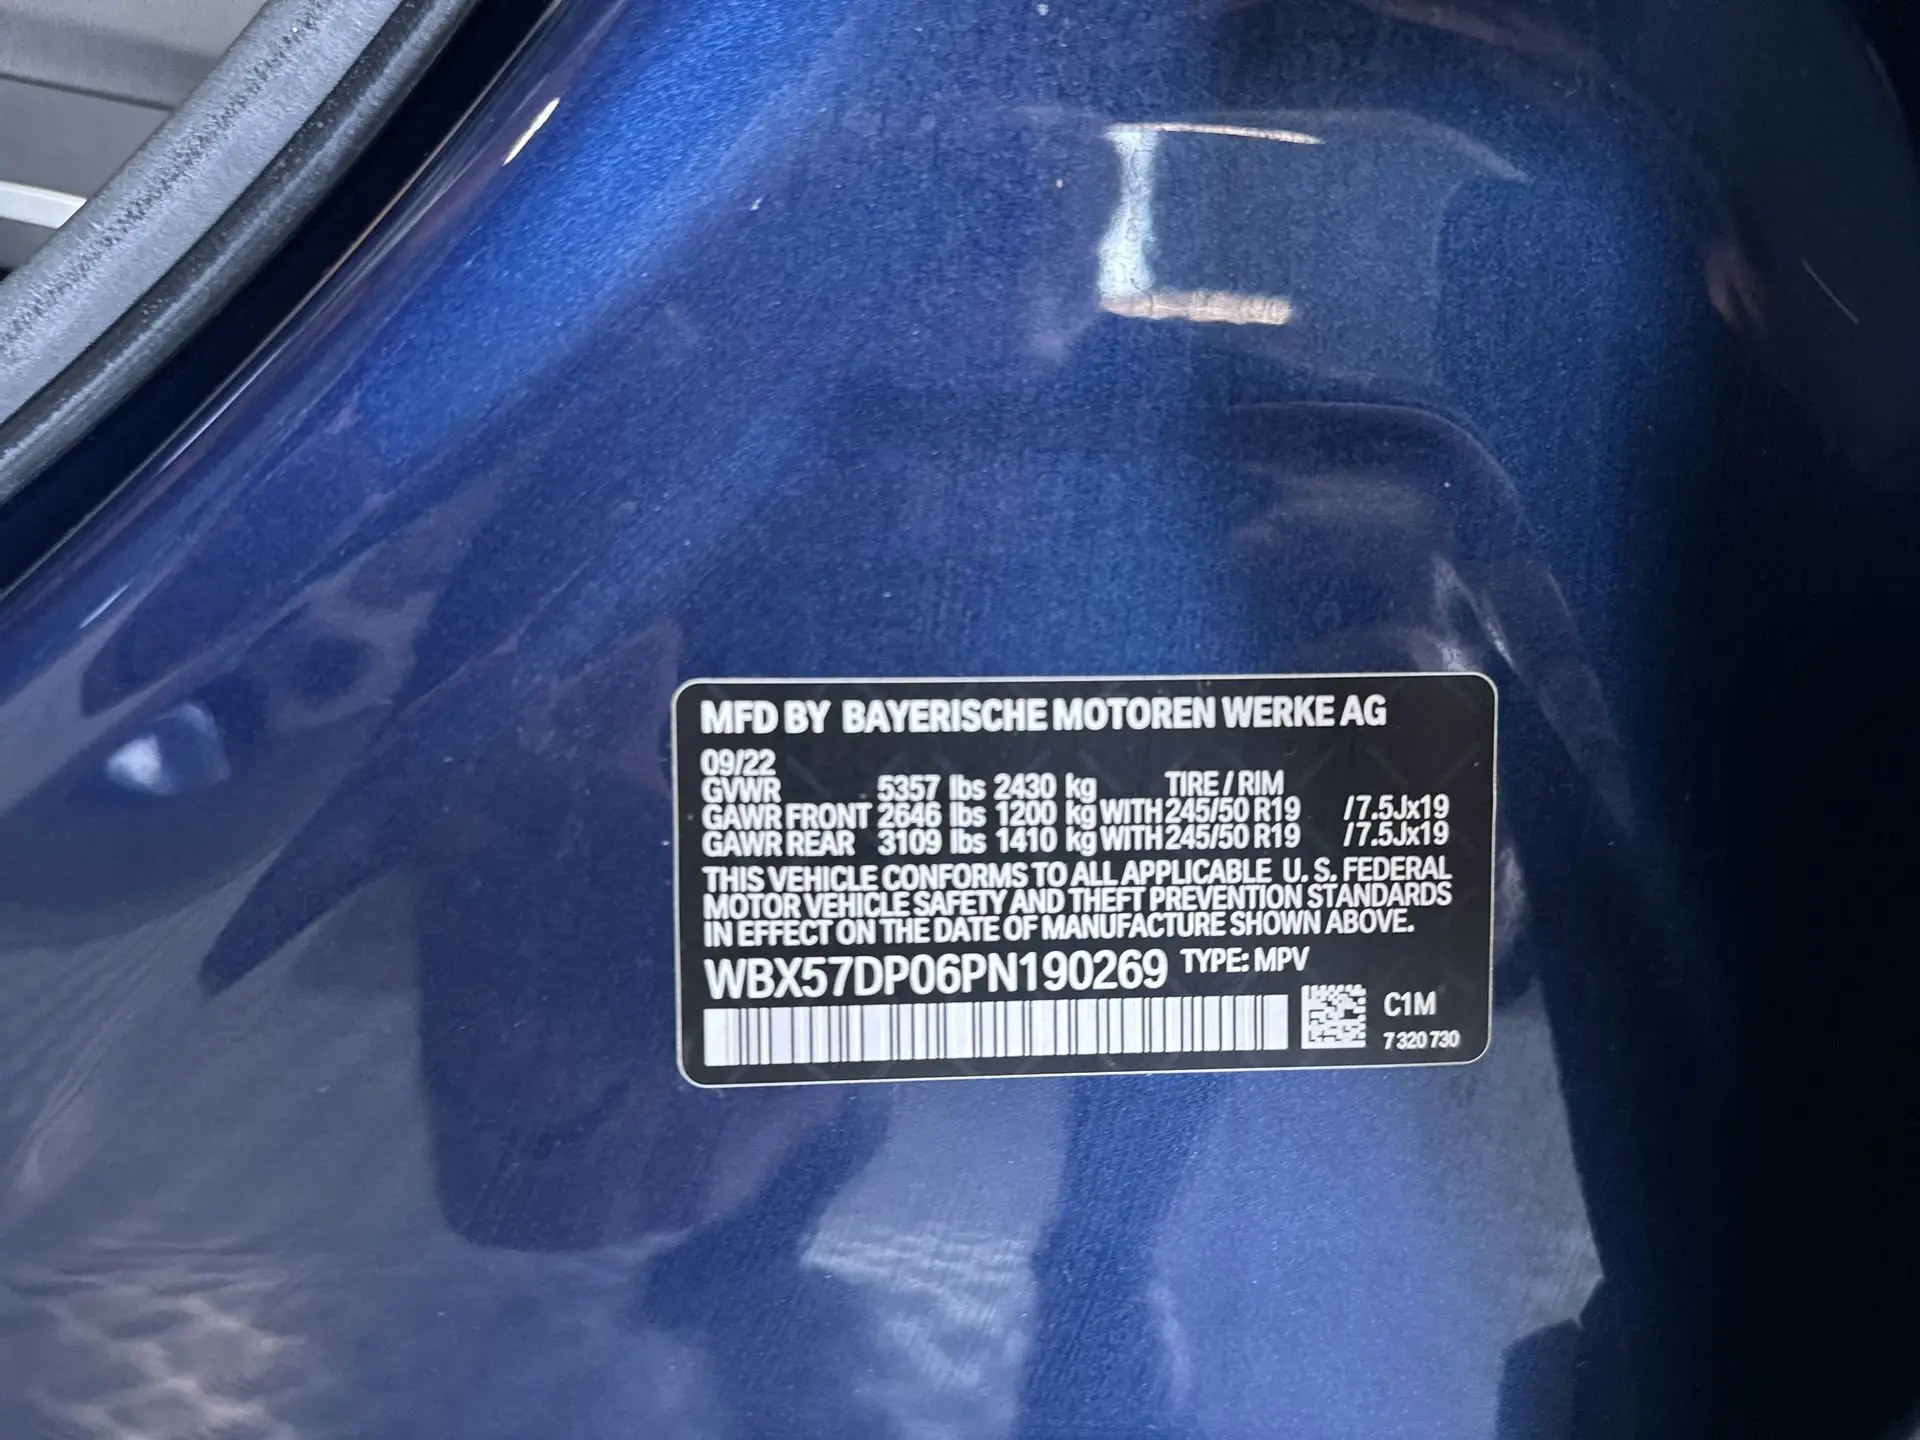 MFD BY BAYERISCHE MOTOREN WERKE AG
09/22
GVWR 5357 lbs 2430 kg TIRE / RIM
GAWR FRONT 2646 lbs 1200 kg WITH 245/50 R19 /7.5Jx19
GAWR REAR 3109 lbs 1410 kg WITH 245/50 R19 /7.5Jx19
THIS VEHICLE CONFORMS TO ALL APPLICABLE U. S. FEDERAL
MOTOR VEHICLE SAFETY AND THEFT PREVENTION STANDARDS
IN EFFECT ON THE DATE OF MANUFACTURE SHOWN ABOVE.
WBX57DP06PN190269 TYPE: MPV
C1M
7 320 730